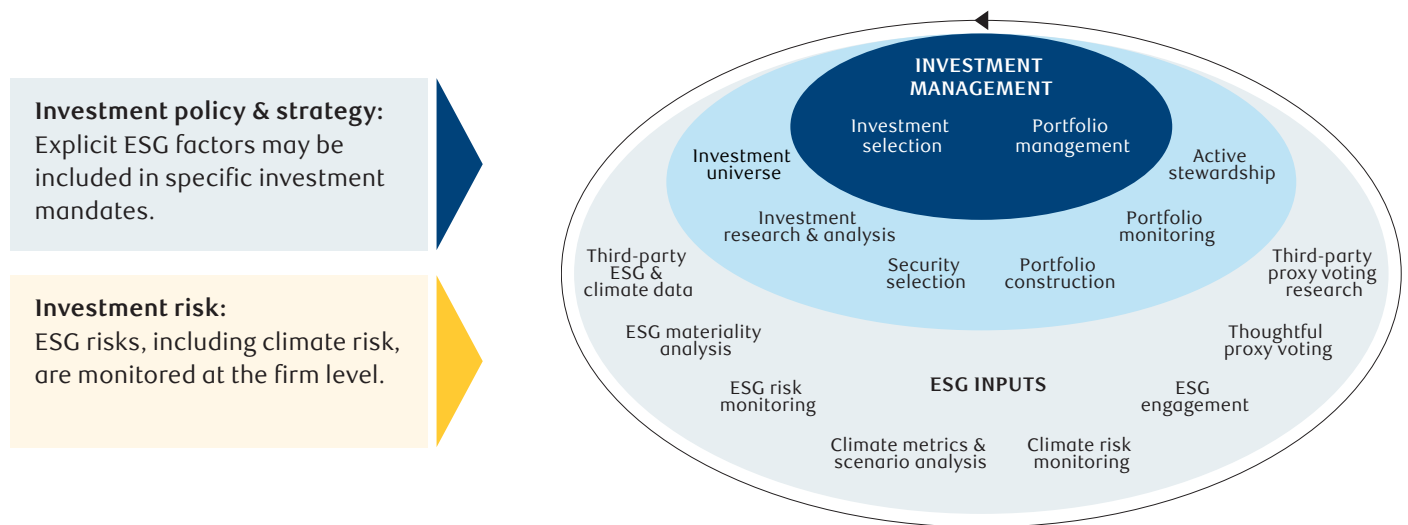 Investment policy & strategy:
Explicit ESG factors may be
included in specific investment
mandates.
Investment risk:
ESG risks, including climate risk,
are monitored at the firm level.
INVESTMENT
MANAGEMENT
Investment
selection
Portfolio
management
Investment
universe
Investment
research & analysis
Security
selection
Portfolio
construction
Portfolio
monitoring
Active
stewardship
Third-party
ESG &
climate data
ESG materiality
analysis
ESG risk
monitoring
Climate metrics &
scenario analysis
ESG INPUTS
Climate risk
monitoring
ESG
engagement
Thoughtful
proxy voting
Third-party
proxy voting
research